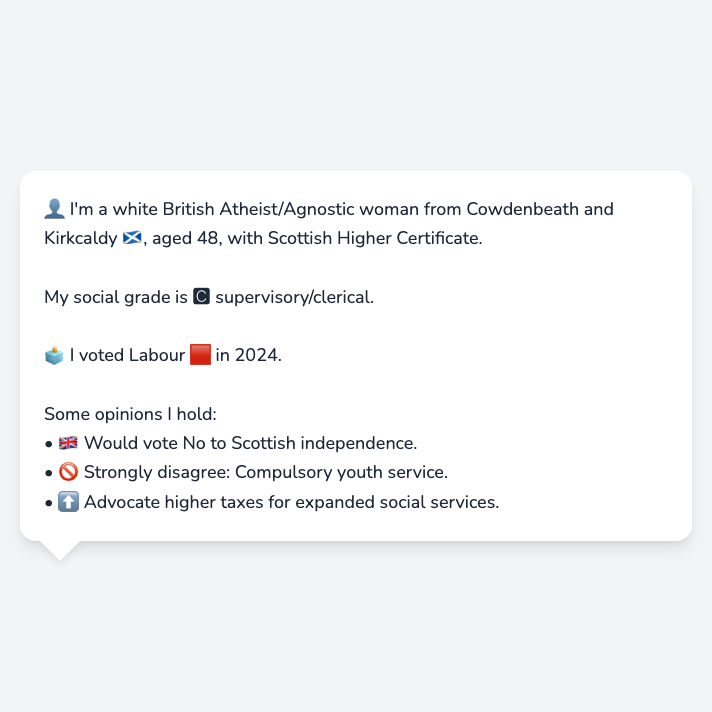 👤 I'm a white British Atheist/Agnostic woman from Cowdenbeath and
Kirkcaldy 🏴󠁧󠁢󠁳󠁣󠁴󠁿, aged 48, with Scottish Higher Certificate.
My social grade is 🅲 supervisory/clerical.
🗳️ I voted Labour 🟥 in 2024.
Some opinions I hold:
• 🇬🇧 Would vote No to Scottish independence.
• 🚫 Strongly disagree: Compulsory youth service.
• ⬆️ Advocate higher taxes for expanded social services.